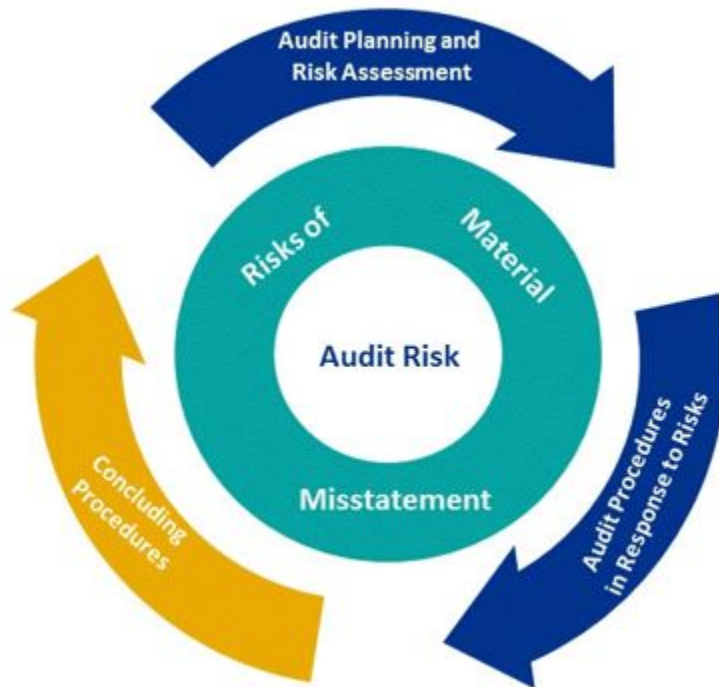 Audit Planning and
Risk Assessment
Risks of
Material
Misstatement
Audit Risk
Audit Procedures
in Response to Risks
Concluding
Procedures